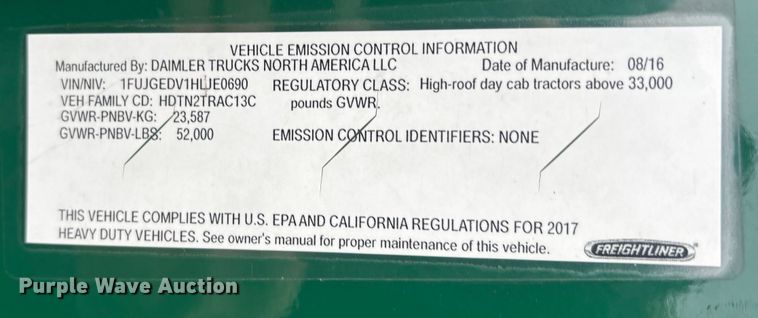 VEHICLE EMISSION CONTROL INFORMATION
Manufactured By: DAIMLER TRUCKS NORTH AMERICA LLC Date of Manufacture: 08/16
VIN/NIV: 1FUJGEDV1HLJE0690 REGULATORY CLASS: High-roof day cab tractors above 33,000
VEH FAMILY CD: HDTN2TRAC13C pounds GVWR.
GVWR-PNBV-KG: 23,587
GVWR-PNBV-LBS: 52,000 EMISSION CONTROL IDENTIFIERS: NONE
THIS VEHICLE COMPLIES WITH U.S. EPA AND CALIFORNIA REGULATIONS FOR 2017
HEAVY DUTY VEHICLES. See owner's manual for proper maintenance of this vehicle.
FREIGHTLINER
Purple Wave Auction